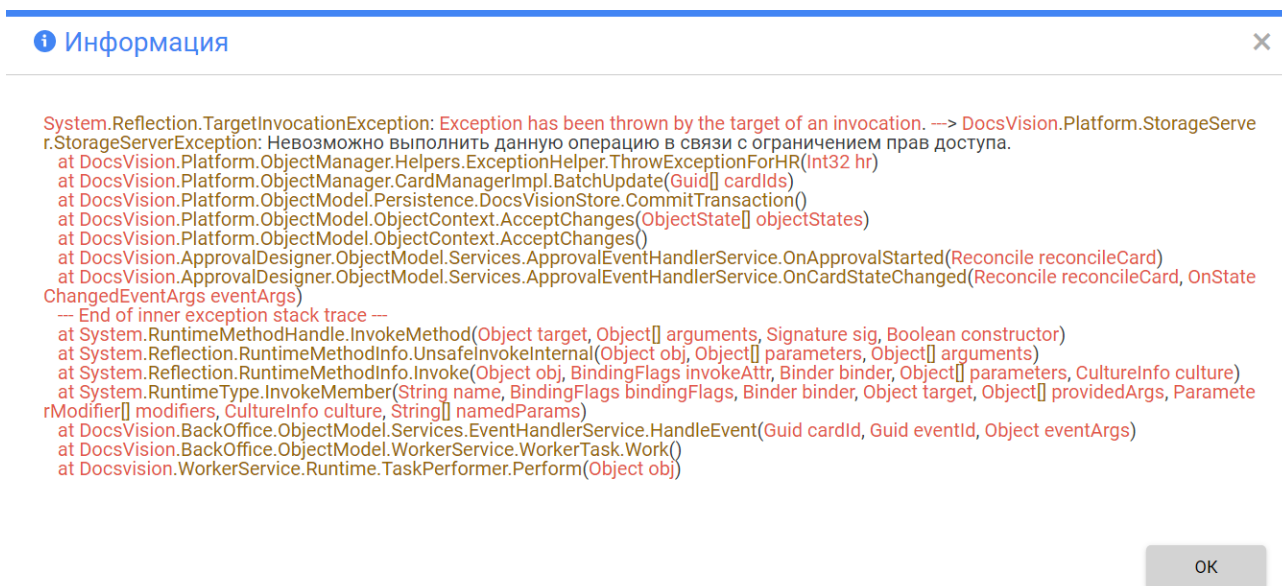 Информация
System.Reflection.TargetInvocationException: Exception has been thrown by the target of an invocation. ---> DocsVision.Platform.StorageServe
r.StorageServerException: Невозможно выполнить данную операцию в связи с ограничением прав доступа.
at DocsVision.Platform.ObjectManager.Helpers.ExceptionHelper.ThrowExceptionForHR(Int32 hr)
at DocsVision.Platform.ObjectManager.CardManagerImpl.BatchUpdate(Guid[] cardIds)
at DocsVision.Platform.ObjectModel.Persistence.DocsVisionStore.CommitTransaction()
at DocsVision.Platform.ObjectModel.ObjectContext.AcceptChanges(ObjectState[] objectStates)
at DocsVision.Platform.ObjectModel.ObjectContext.AcceptChanges()
at DocsVision.ApprovalDesigner.ObjectModel.Services.ApprovalEventHandlerService.OnApprovalStarted(Reconcile reconcileCard)
at DocsVision.ApprovalDesigner.ObjectModel.Services.ApprovalEventHandlerService.OnCardStateChanged(Reconcile reconcileCard, OnState
ChangedEventArgs eventArgs)
--- End of inner exception stack trace ---
at System.RuntimeMethodHandle.InvokeMethod(Object target, Object[] arguments, Signature sig, Boolean constructor)
at System.Reflection.RuntimeMethodInfo.UnsafeInvokeInternal(Object obj, Object[] parameters, Object[] arguments)
at System.Reflection.RuntimeMethodInfo.Invoke(Object obj, BindingFlags invokeAttr, Binder binder, Object[] parameters, CultureInfo culture)
at System.RuntimeType.InvokeMember(String name, BindingFlags bindingFlags, Binder binder, Object target, Object[] providedArgs, Paramete
rModifier[] modifiers, CultureInfo culture, String[] namedParams)
at DocsVision.BackOffice.ObjectModel.Services.EventHandlerService.HandleEvent(Guid cardId, Guid eventId, Object eventArgs)
at DocsVision.BackOffice.ObjectModel.WorkerService.WorkerTask.Work()
at Docsvision.WorkerService.Runtime.TaskPerformer.Perform(Object obj)
ОК